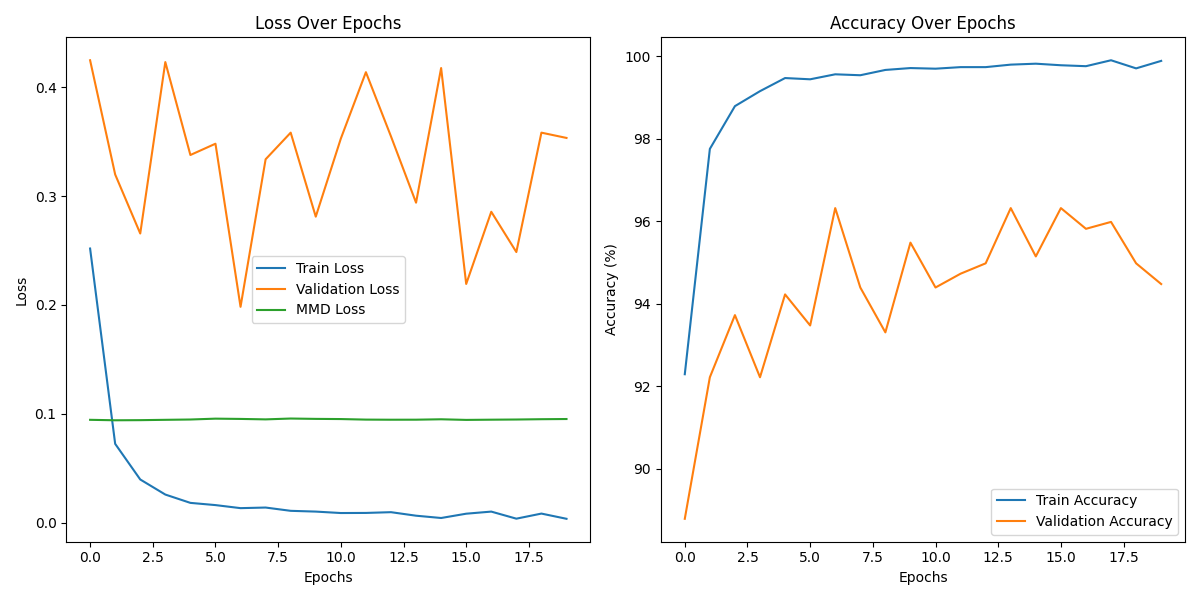 Loss Over Epochs
Loss
0.4
0.3
0.2
0.1
0.0
Train Loss
Validation Loss
MMD Loss
0.0 2.5 5.0 7.5 10.0 12.5 15.0 17.5
Epochs
Accuracy Over Epochs
Accuracy (%)
100
98
96
94
92
90
Train Accuracy
Validation Accuracy
0.0 2.5 5.0 7.5 10.0 12.5 15.0 17.5
Epochs